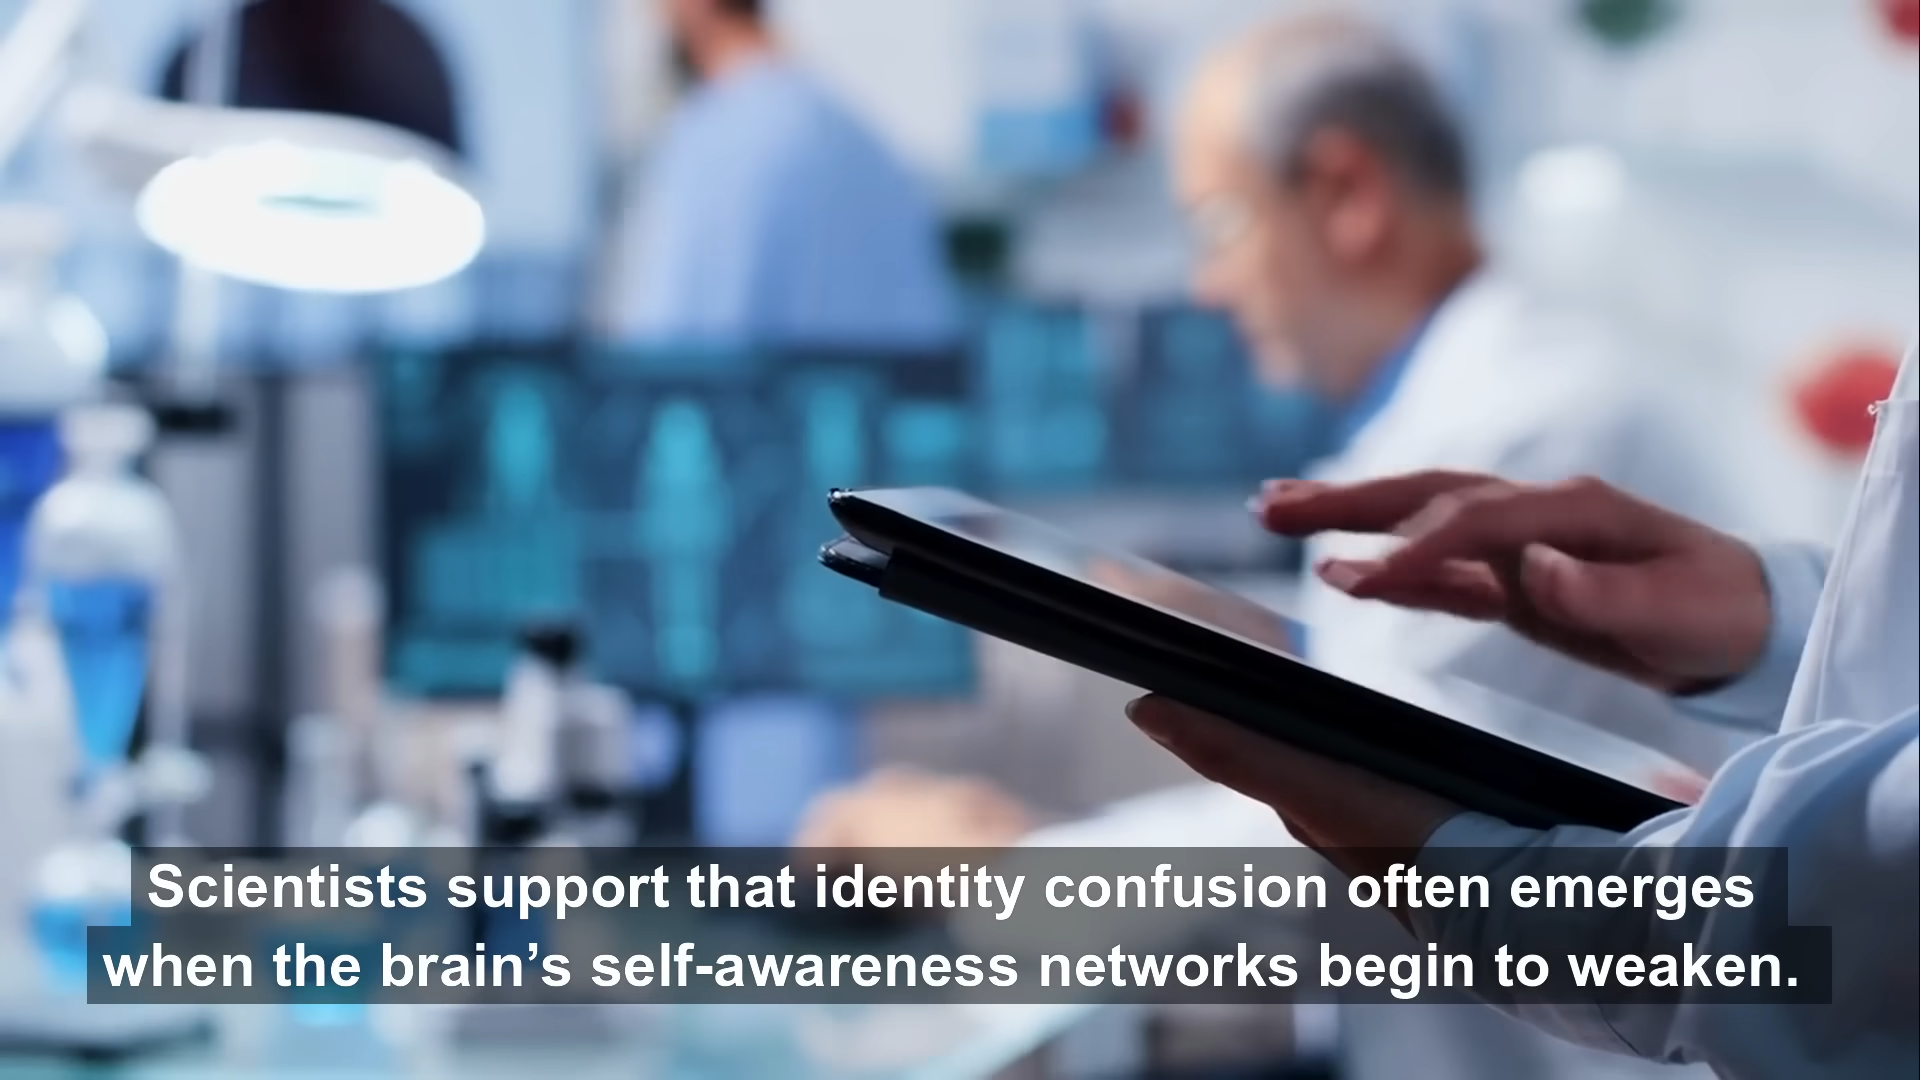 Scientists support that identity confusion often emerges
when the brain’s self-awareness networks begin to weaken.